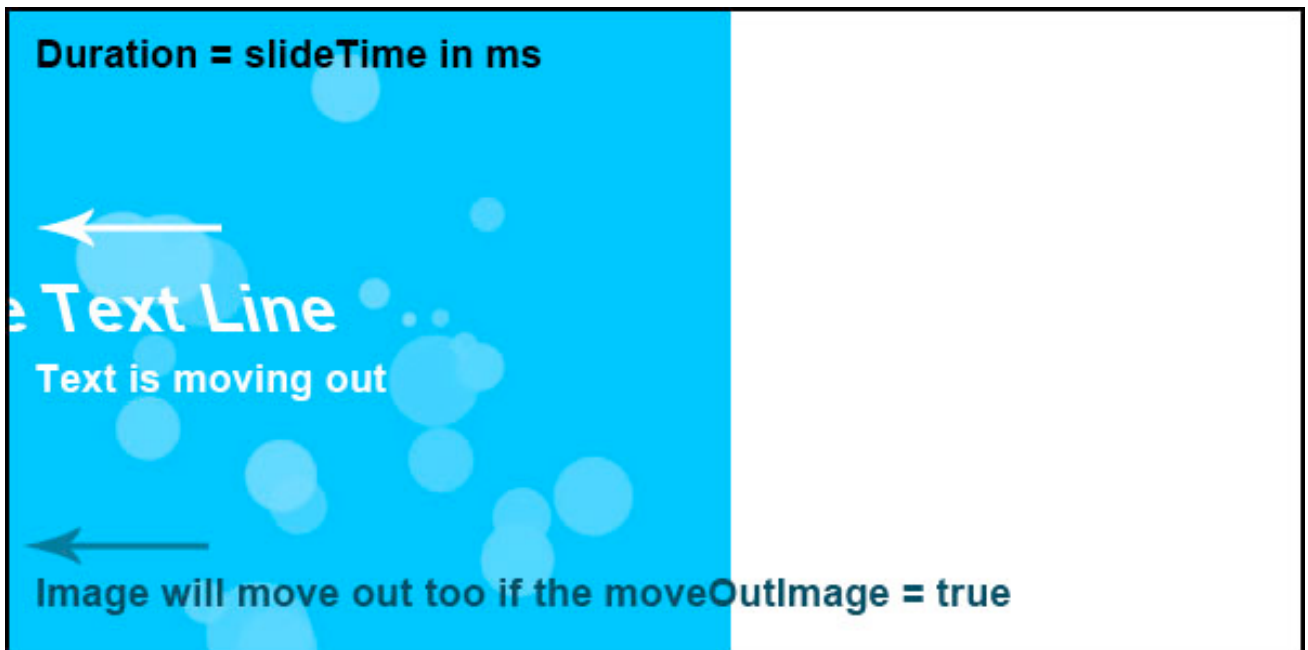 Duration = slideTime in ms
e Text Line
Text is moving out
Image will move out too if the moveOutImage = true